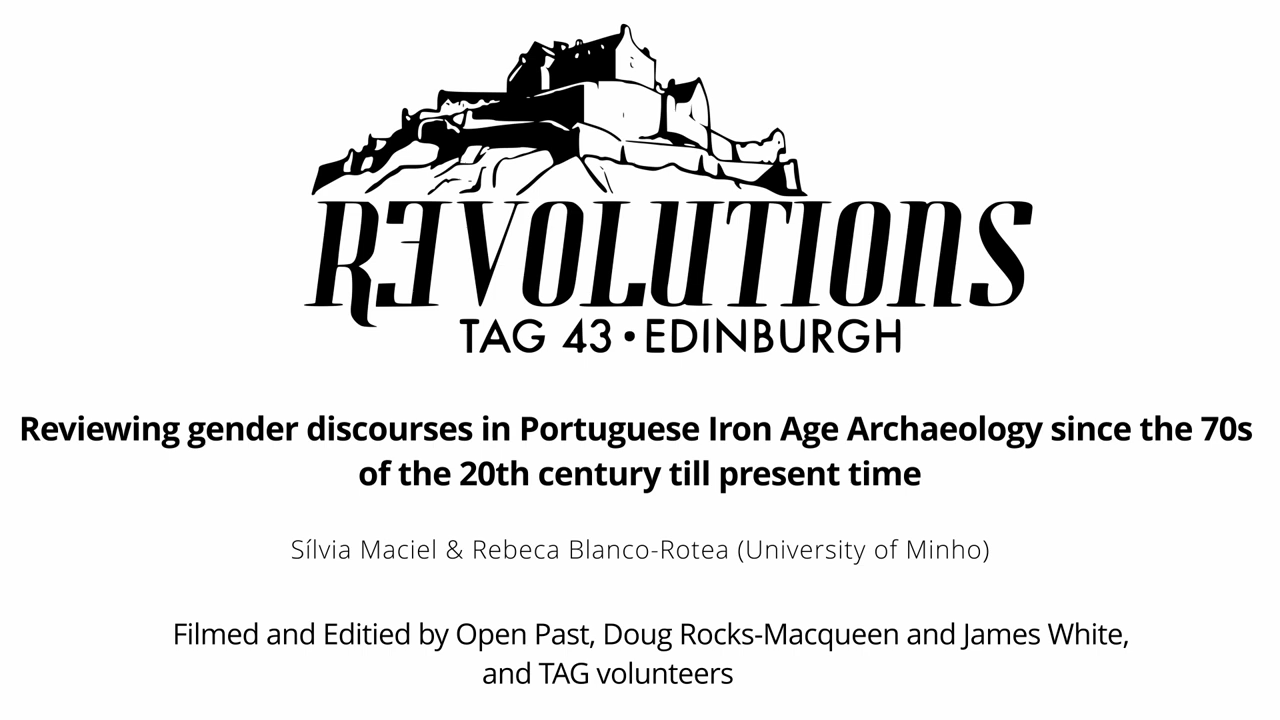 REVOLUTIONS
TAG 43 • EDINBURGH
Reviewing gender discourses in Portuguese Iron Age Archaeology since the 70s
of the 20th century till present time
Sílvia Maciel & Rebeca Blanco-Rotea (University of Minho)
Filmed and Editied by Open Past, Doug Rocks-Macqueen and James White,
and TAG volunteers